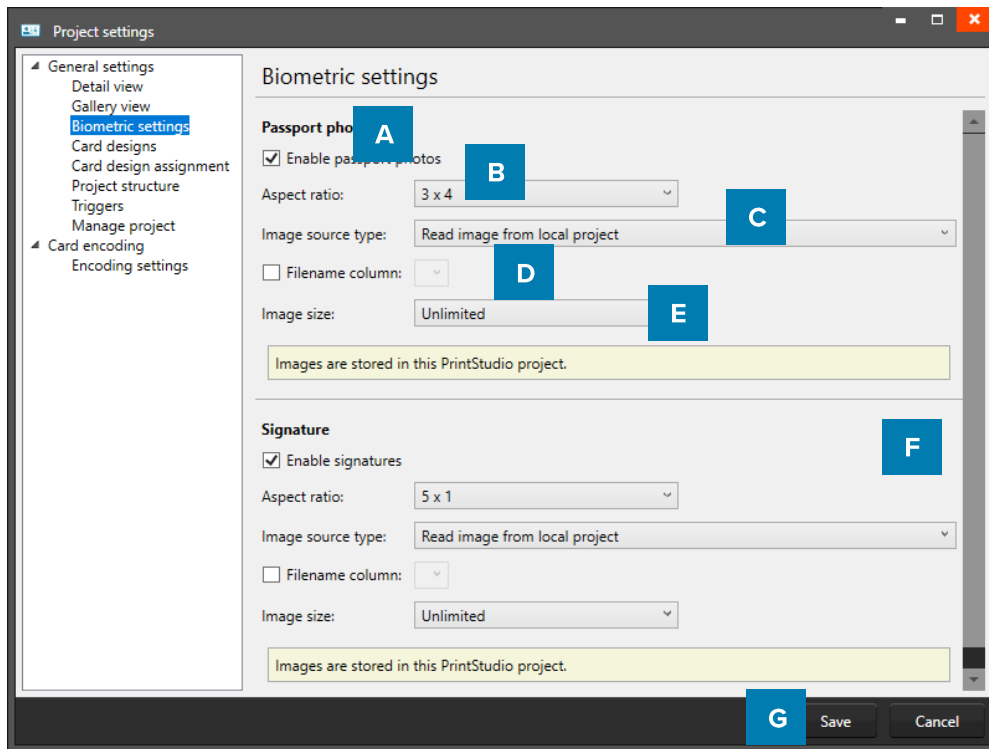 Project settings
General settings
Detail view
Gallery view
Biometric settings
Card designs
Card design assignment
Project structure
Triggers
Manage project
Card encoding
Encoding settings
Biometric settings
Passport pho
A
Enable passport photos
B
Aspect ratio: 3 x 4
C
Image source type: Read image from local project
D
Filename column:
E
Image size: Unlimited
Images are stored in this PrintStudio project.
Signature
F
Enable signatures
Aspect ratio: 5 x 1
Image source type: Read image from local project
Filename column:
Image size: Unlimited
Images are stored in this PrintStudio project.
G
Save Cancel